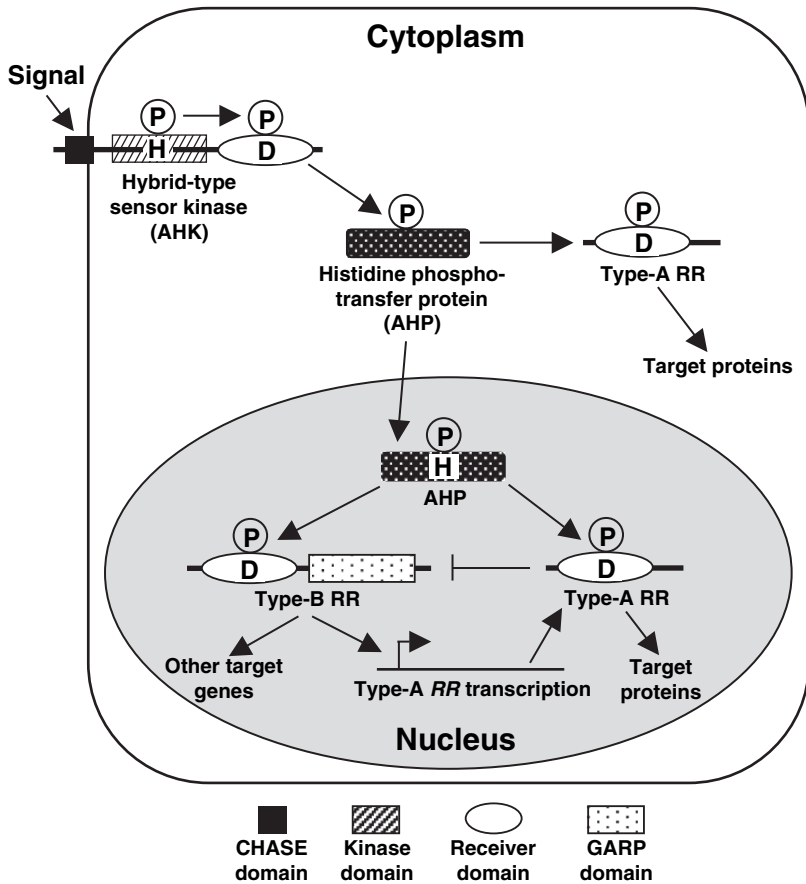 Cytoplasm
Signal
P
P
H
D
Hybrid-type
sensor kinase
(AHK)
P
Histidine phospho-
transfer protein
(AHP)
P
D
Type-A RR
Target proteins
P
H
AHP
P
D
Type-B RR
P
D
Type-A RR
Other target
genes
Type-A RR transcription
Target
proteins
Nucleus
CHASE
domain
Kinase
domain
Receiver
domain
GARP
domain